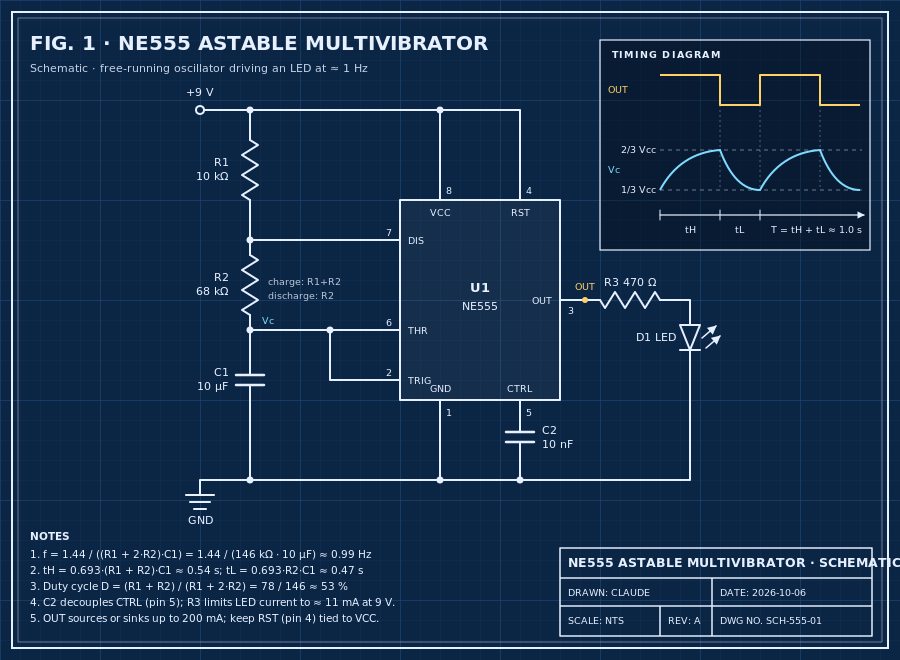 FIG. 1 · NE555 ASTABLE MULTIVIBRATOR
Schematic · free-running oscillator driving an LED at ≈ 1 Hz
TIMING DIAGRAM
OUT
2/3 Vcc
Vc
1/3 Vcc
tH
tL
T = tH + tL ≈ 1.0 s
+9 V
R1
10 kΩ
8
4
VCC
RST
7
DIS
R2
68 kΩ
charge: R1+R2
discharge: R2
Vc
U1
NE555
OUT
3
OUT
R3 470 Ω
D1 LED
6
THR
2
TRIG
C1
10 µF
GND
CTRL
1
5
C2
10 nF
GND
NOTES
1. f = 1.44 / ((R1 + 2·R2)·C1) = 1.44 / (146 kΩ · 10 µF) ≈ 0.99 Hz
2. tH = 0.693·(R1 + R2)·C1 ≈ 0.54 s; tL = 0.693·R2·C1 ≈ 0.47 s
3. Duty cycle D = (R1 + R2) / (R1 + 2·R2) = 78 / 146 ≈ 53 %
4. C2 decouples CTRL (pin 5); R3 limits LED current to ≈ 11 mA at 9 V.
5. OUT sources or sinks up to 200 mA; keep RST (pin 4) tied to VCC.
NE555 ASTABLE MULTIVIBRATOR · SCHEMATIC
DRAWN: CLAUDE
DATE: 2026-10-06
SCALE: NTS
REV: A
DWG NO. SCH-555-01